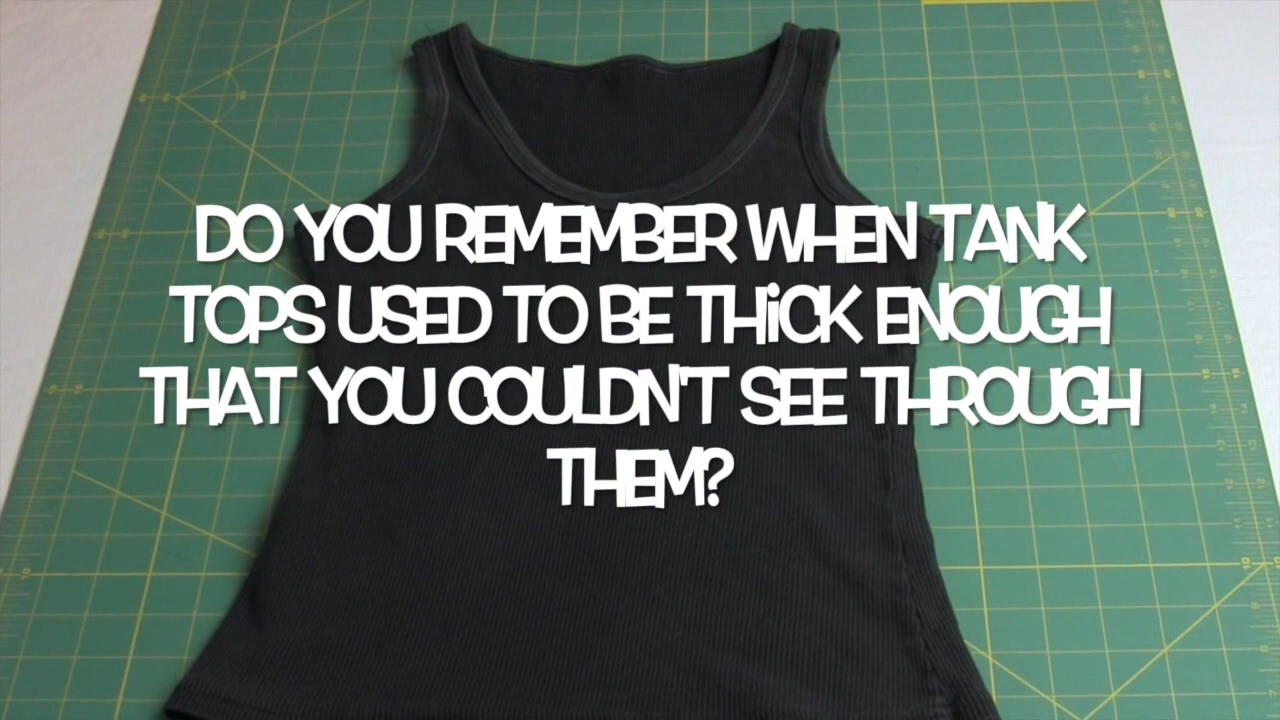 DO YOU REMEMBER WHEN TANK
TOPS USED TO BE THiCK ENOUGH
THAT YOU COULDN'T SEE THROUGH
THEM?